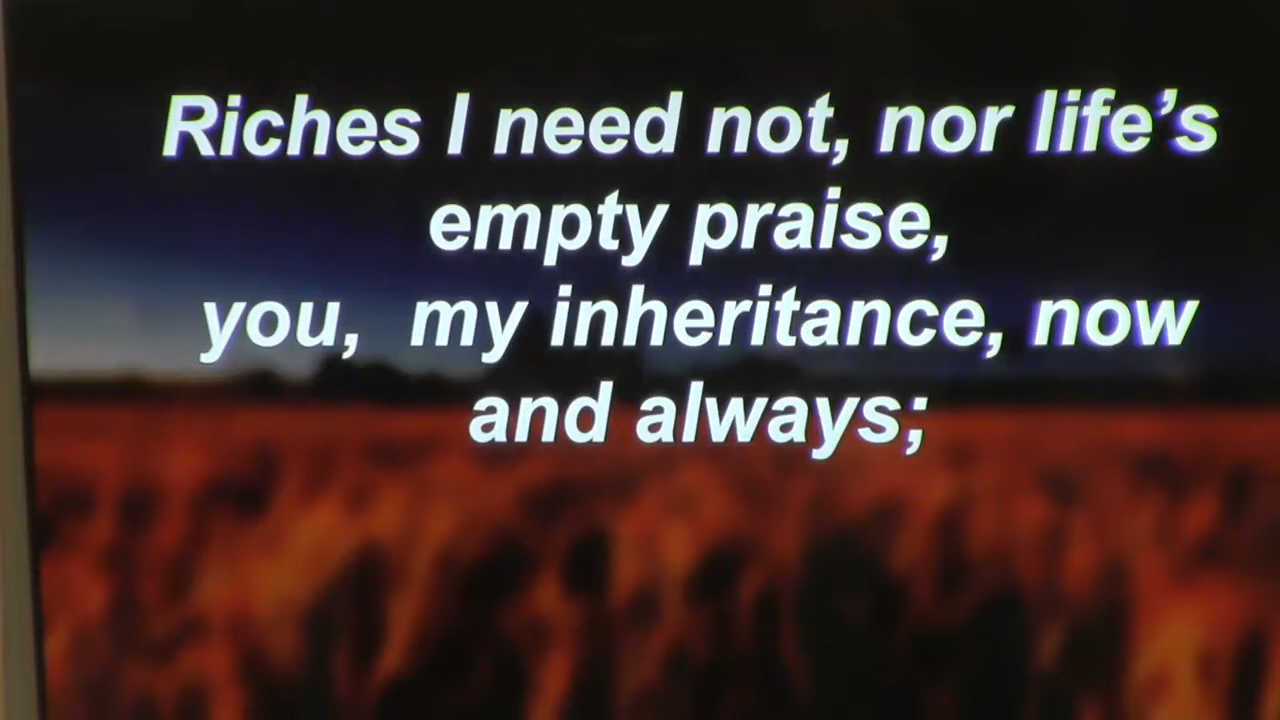 Riches I need not, nor life’s
empty praise,
you,  my inheritance, now
and always;